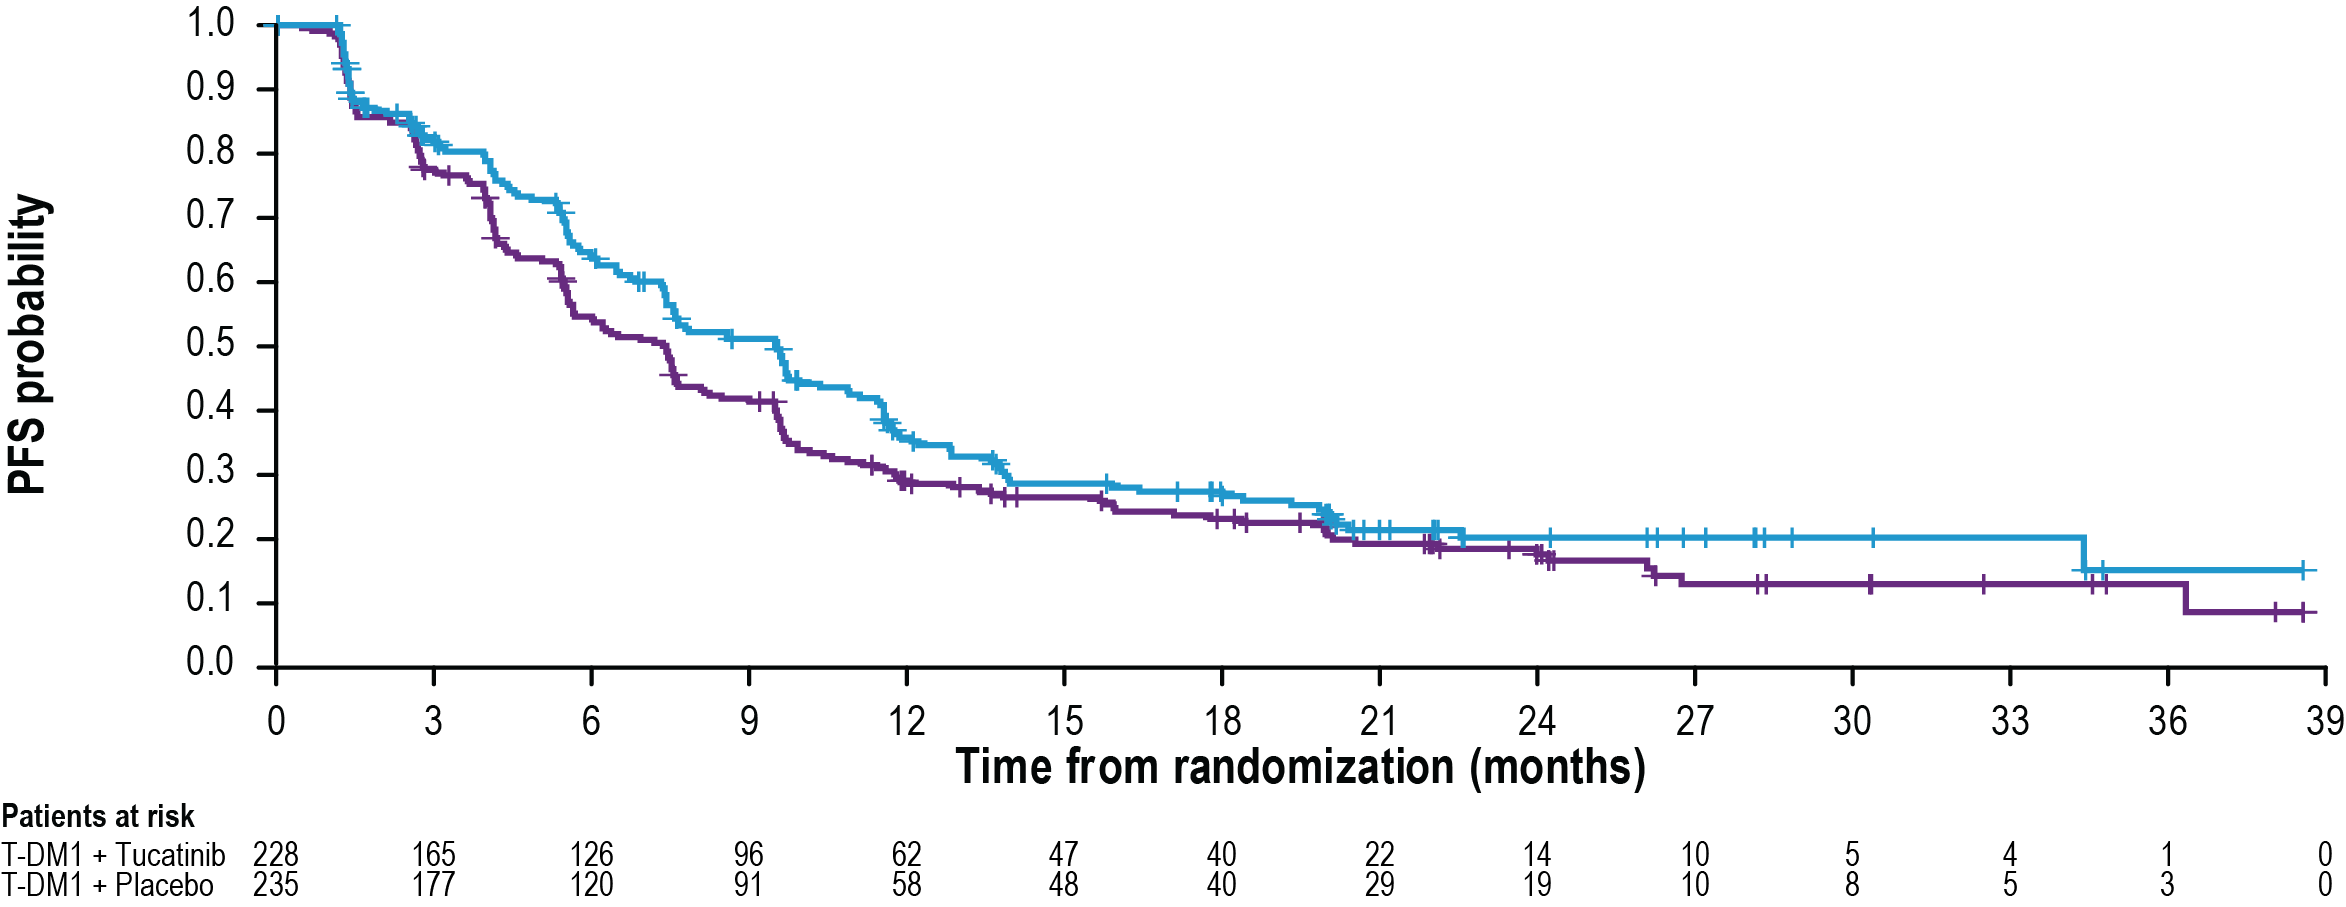 1.0
0.9
0.8
0.7
0.6
0.5
0.4
0.3
0.2
0.1
0.0
PFS probability
0 3 6 9 12 15 18 21 24 27 30 33 36 39
Time from randomization (months)
Patients at risk
T-DM1 + Tucatinib 228 165 126 96 62 47 40 22 14 10 5 4 1 0
T-DM1 + Placebo 235 177 120 91 58 48 40 29 19 10 8 5 3 0